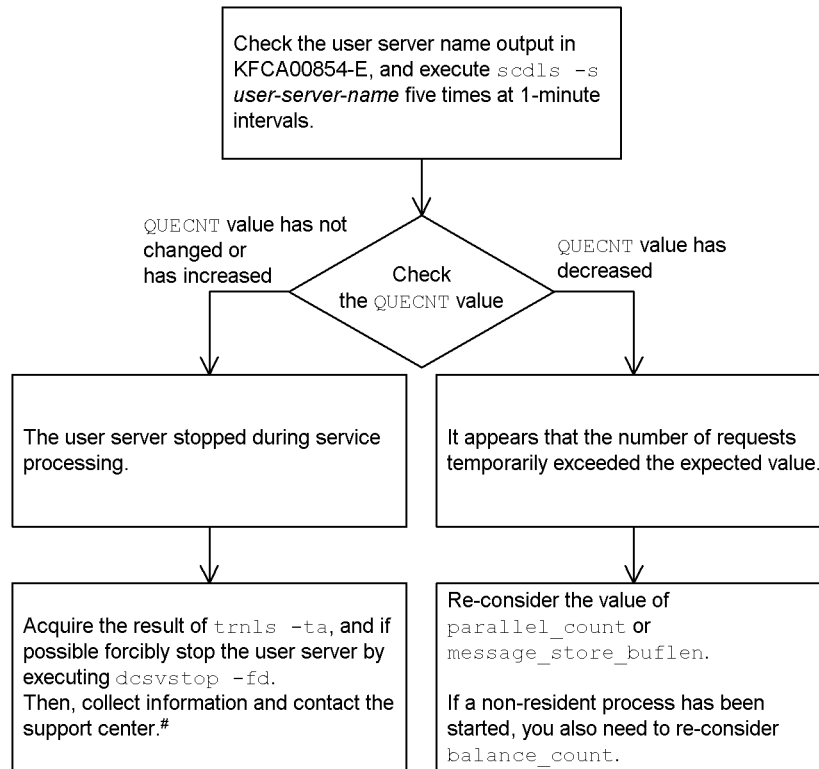 Check the user server name output in
KFCA00854-E, and execute scdls -s
user-server-name five times at 1-minute
intervals.
QUECNT value has not
changed or
has increased
QUECNT value has
decreased
Check
the QUECNT value
The user server stopped during service
processing.
It appears that the number of requests
temporarily exceeded the expected value.
Acquire the result of trnls -ta, and if
possible forcibly stop the user server by
executing dcsvstop -fd.
Then, collect information and contact the
support center.#
Re-consider the value of
parallel_count or
message_store_buflen.
If a non-resident process has been
started, you also need to re-consider
balance_count.